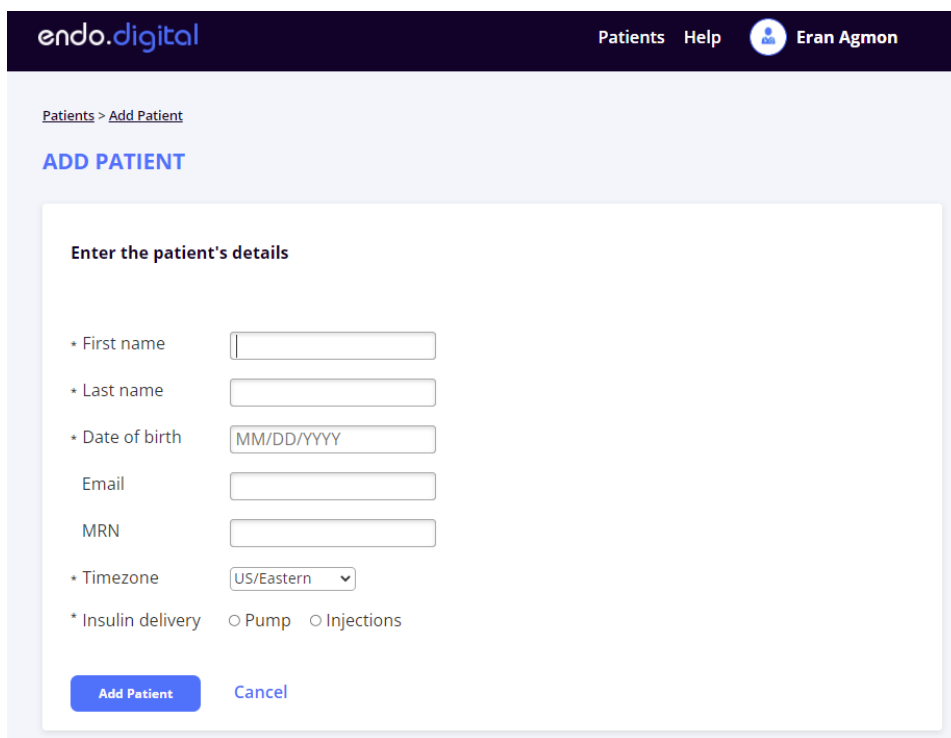 endo.digital Patients Help Eran Agmon
Patients > Add Patient
ADD PATIENT
Enter the patient's details
* First name
* Last name
* Date of birth MM/DD/YYYY
Email
MRN
* Timezone US/Eastern
* Insulin delivery Pump Injections
Add Patient Cancel